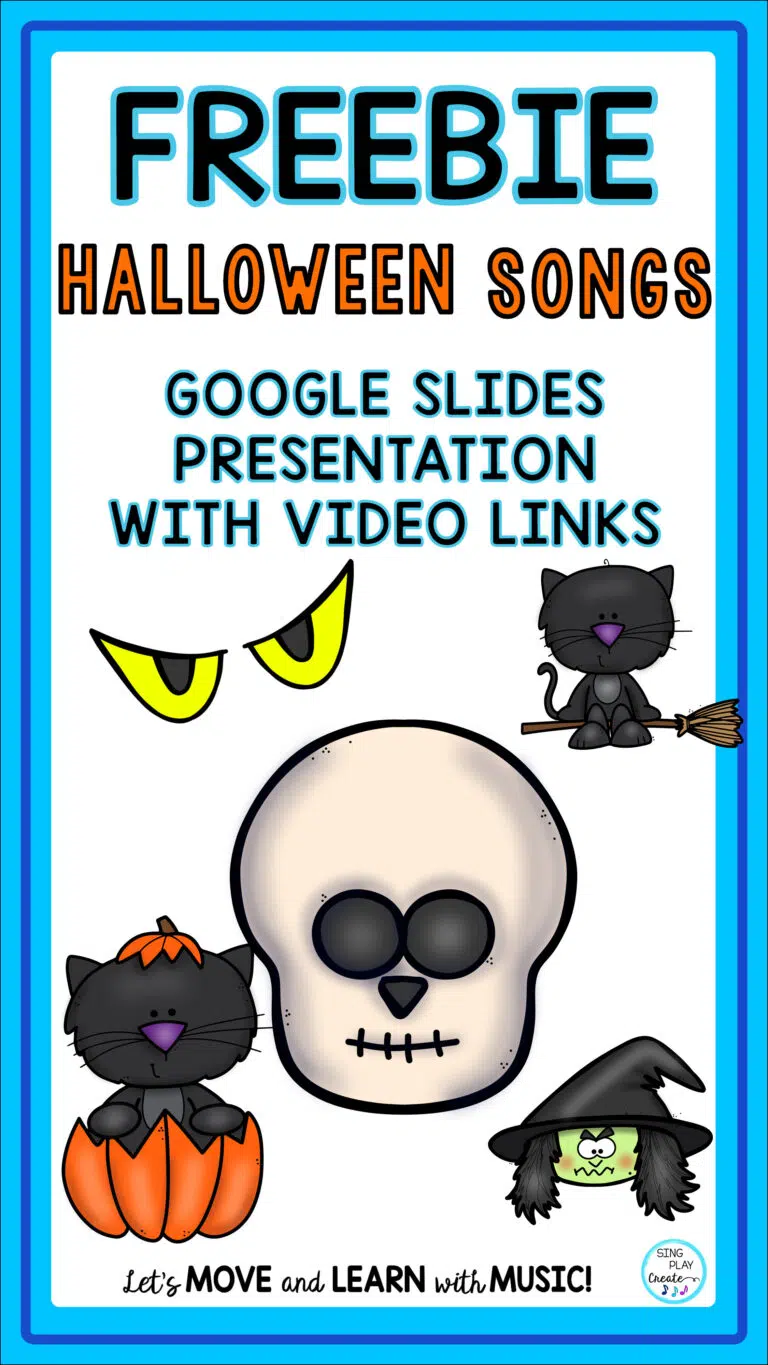 FREEBIE
HALLOWEEN SONGS
GOOGLE SLIDES
PRESENTATION
WITH VIDEO LINKS
Let's MOVE and LEARN with MUSIC!
SING
PLAY
Create